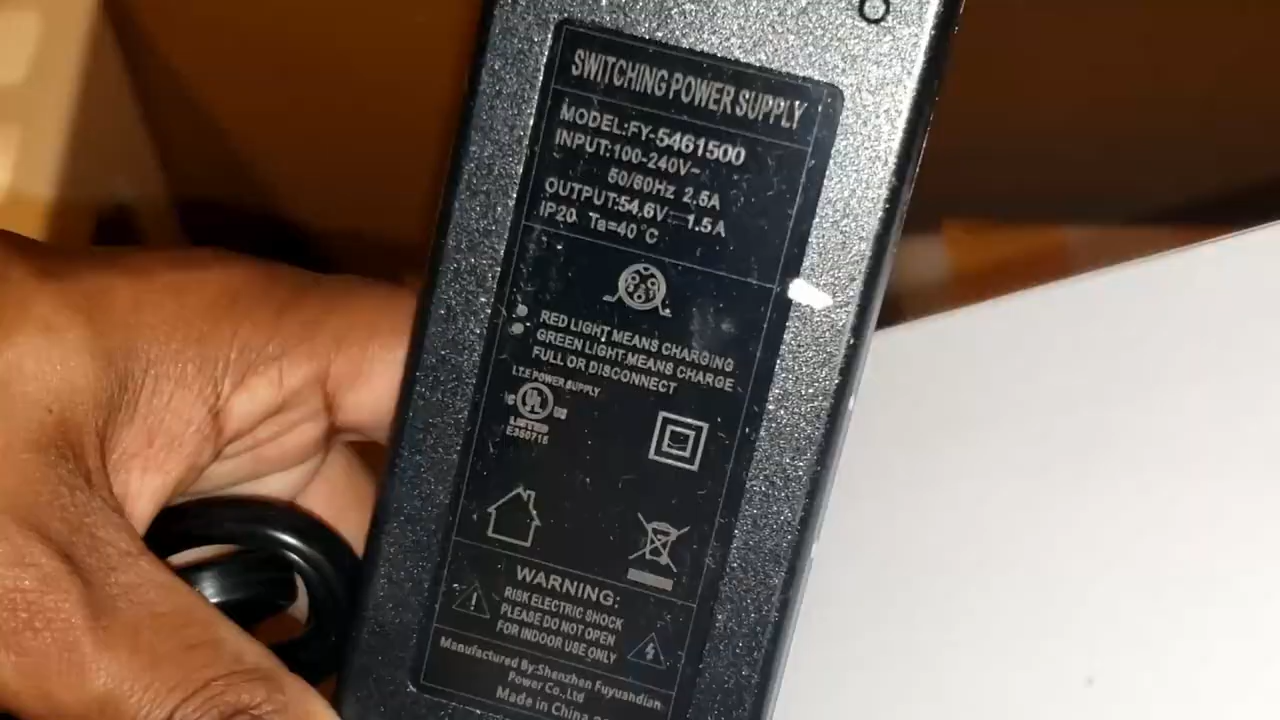 SWITCHING POWER SUPPLY
MODEL:FY-5461500
INPUT:100-240V~
50/60Hz 2.5A
OUTPUT:54.6V⎓1.5A
IP20 Ta=40°C
RED LIGHT MEANS CHARGING
GREEN LIGHT MEANS CHARGE
FULL OR DISCONNECT
I.T.E POWER SUPPLY
C UL US
LISTED
E350715
WARNING:
RISK ELECTRIC SHOCK
PLEASE DO NOT OPEN
FOR INDOOR USE ONLY
Manufactured By:Shenzhen Fuyuandian
Power Co.,Ltd
Made in China